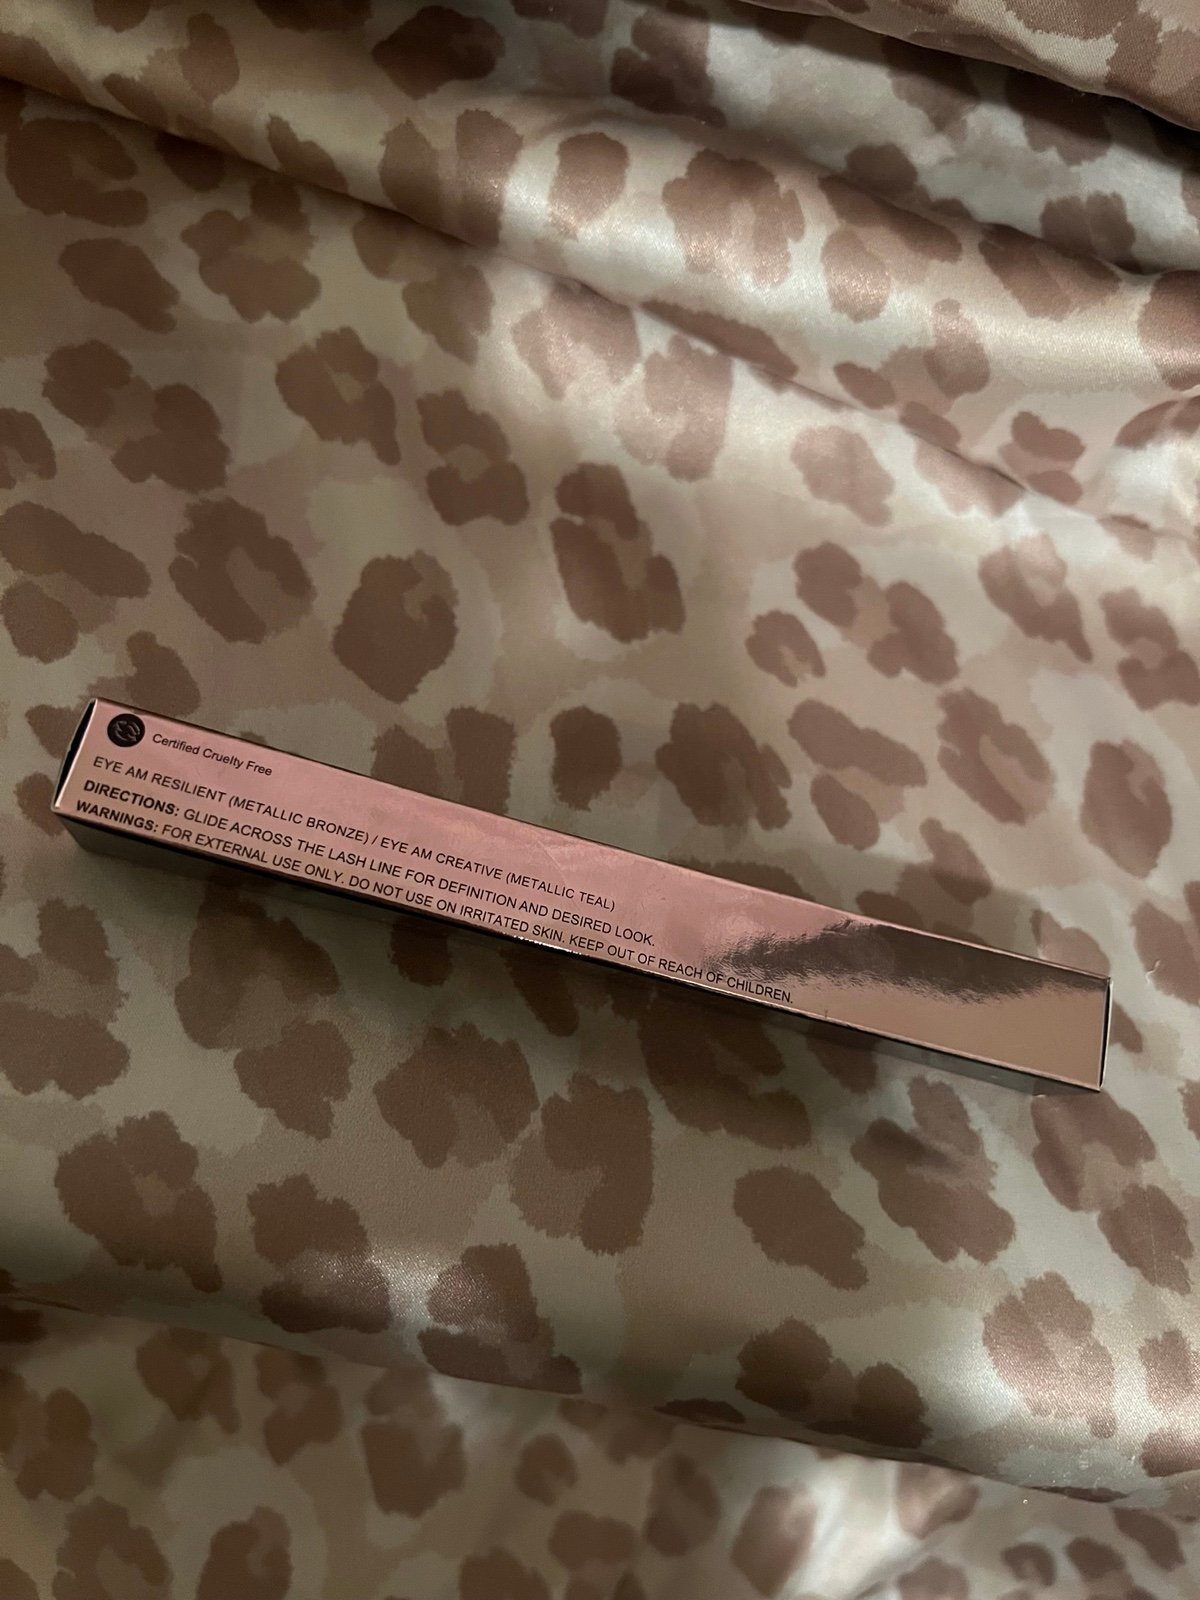 Certified Cruelty Free
EYE AM RESILIENT (METALLIC BRONZE) / EYE AM CREATIVE (METALLIC TEAL)
DIRECTIONS: GLIDE ACROSS THE LASH LINE FOR DEFINITION AND DESIRED LOOK.
WARNINGS: FOR EXTERNAL USE ONLY. DO NOT USE ON IRRITATED SKIN. KEEP OUT OF REACH OF CHILDREN.